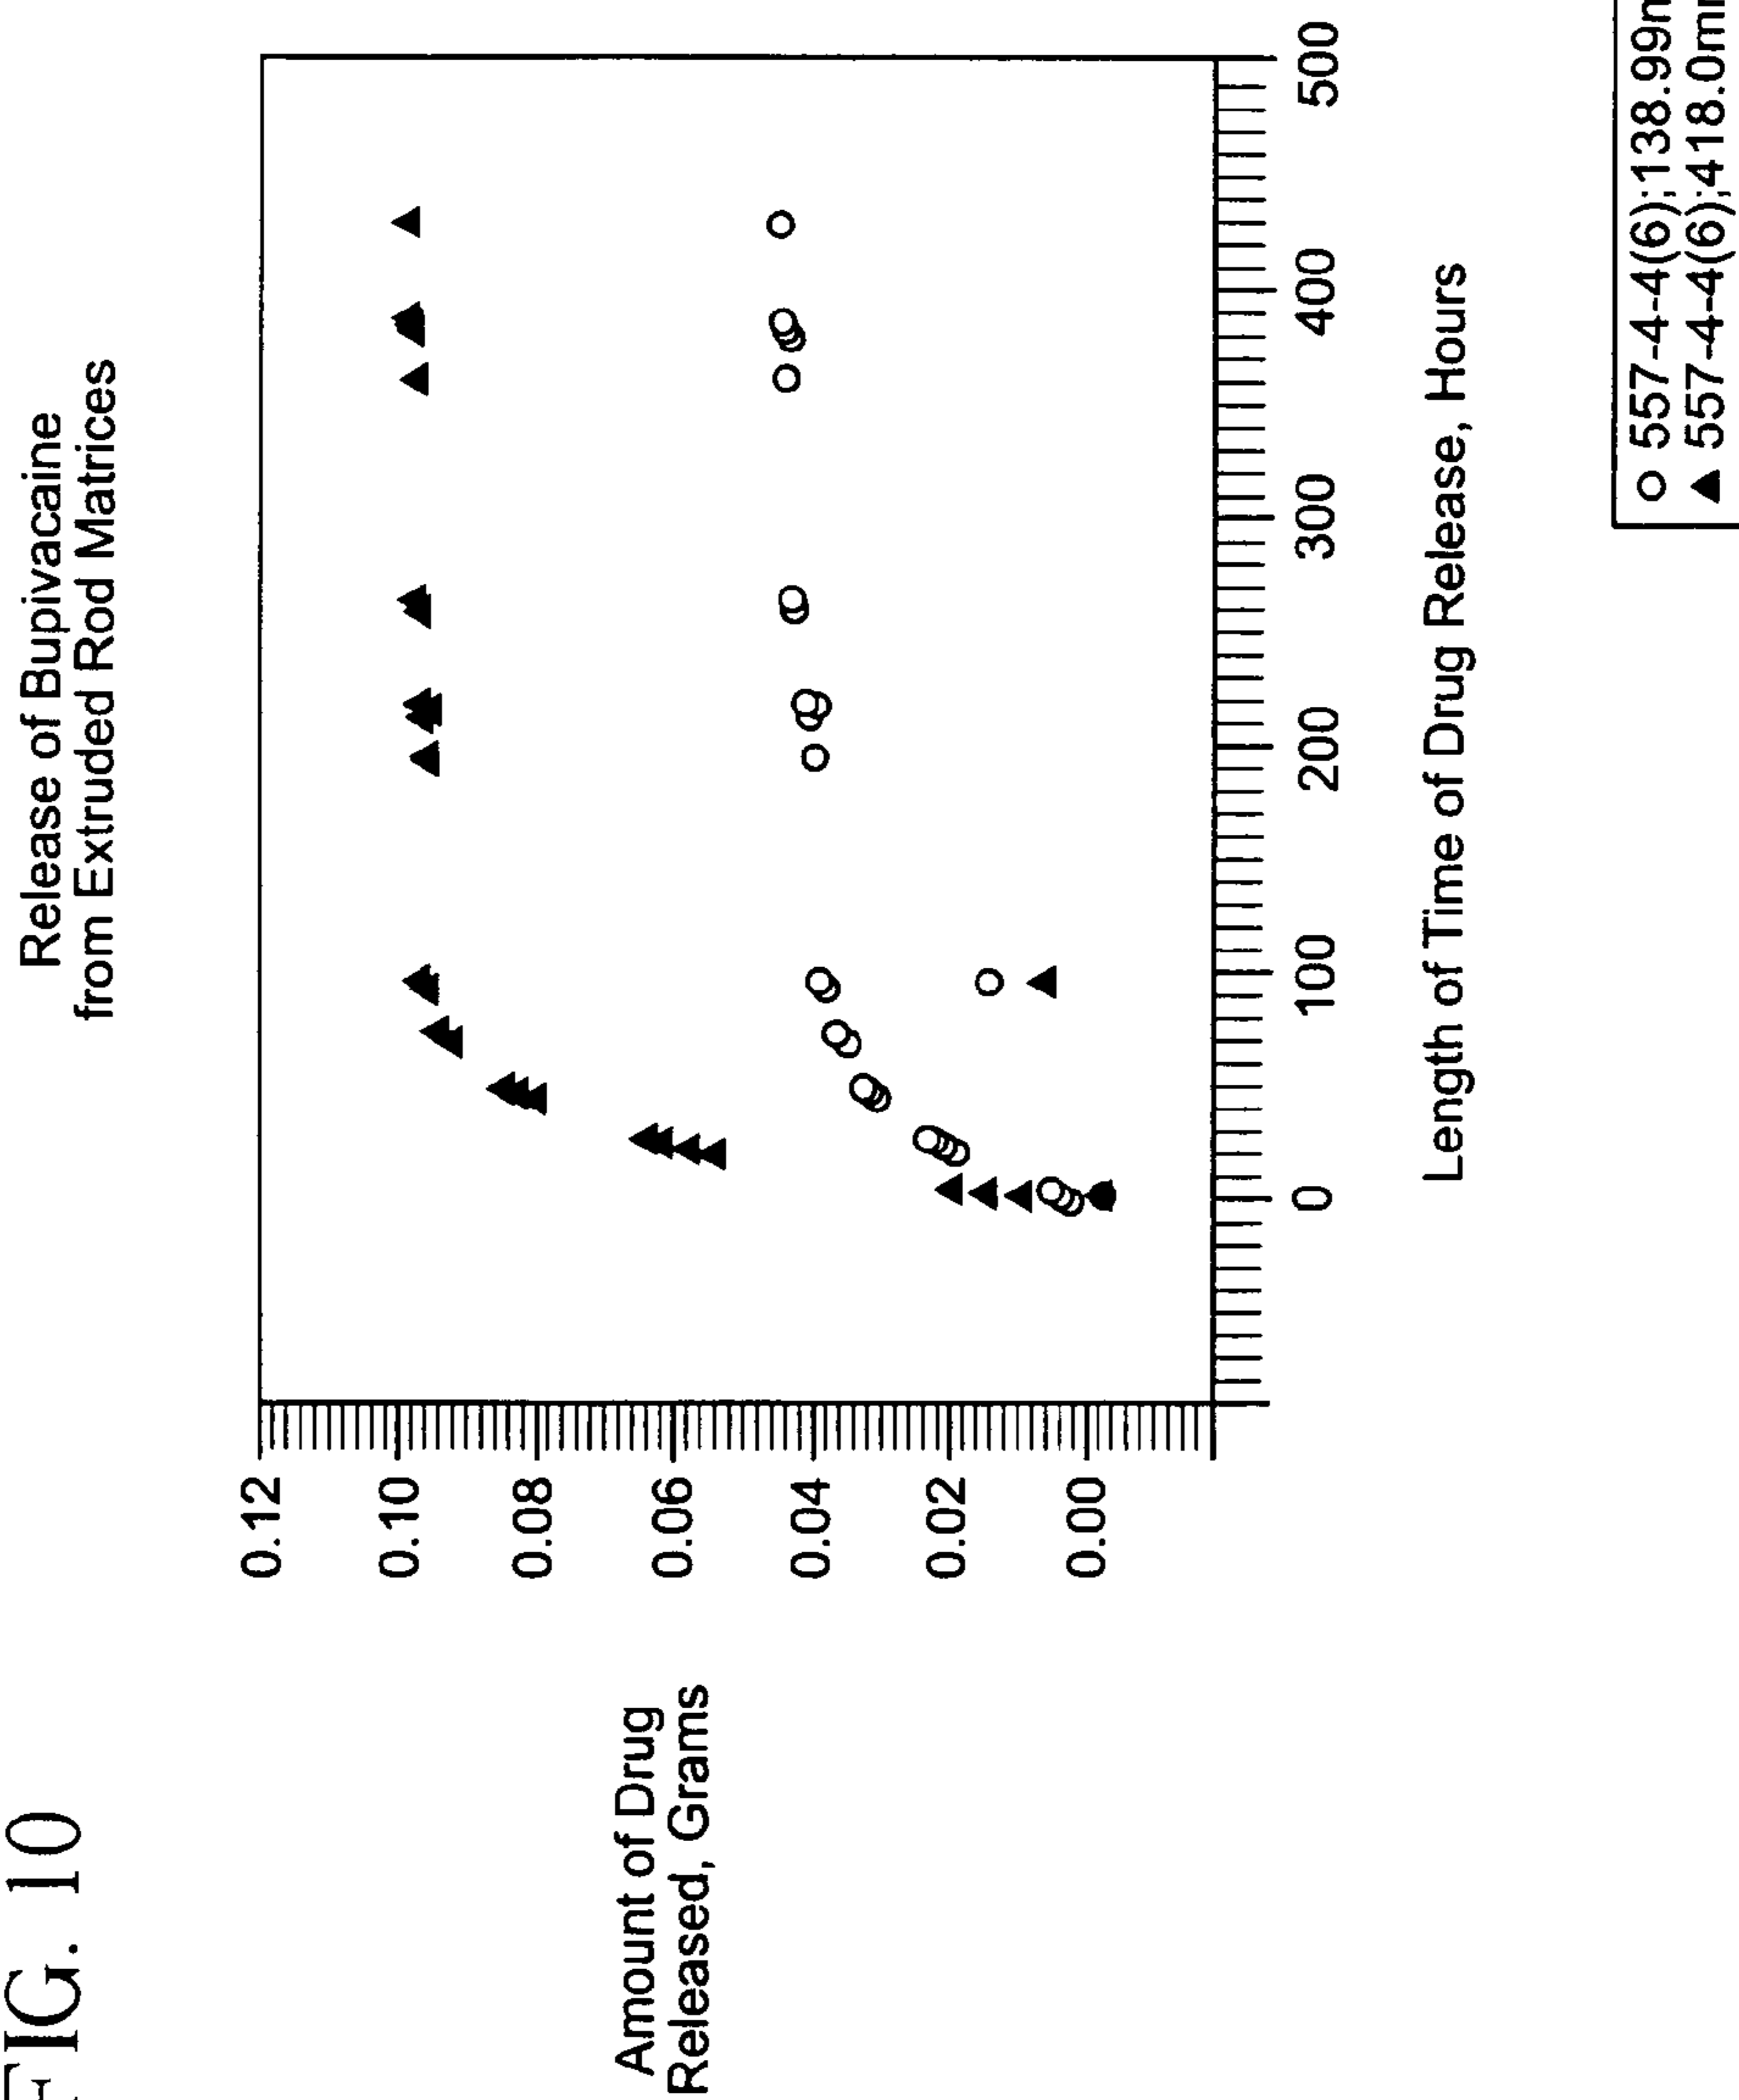 FIG. 10
Release of Bupivacaine
from Extruded Rod Matrices
Amount of Drug
Released, Grams
0.12
0.10
0.08
0.06
0.04
0.02
0.00
0
100
200
300
400
500
Length of Time of Drug Release, Hours
557-4-4(6);138.99m
557-4-4(6);418.0m